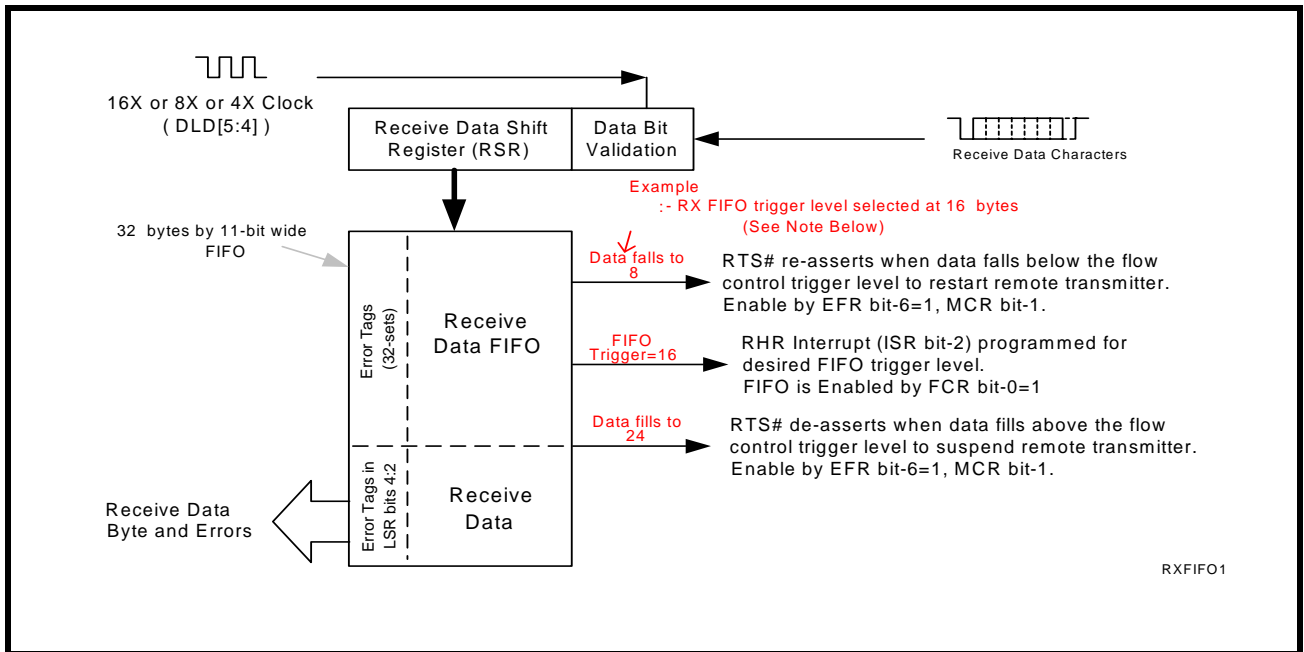 16X or 8X or 4X Clock
( DLD[5:4] )
Receive Data Shift
Register (RSR)
Data Bit
Validation
Receive Data Characters
Example
:- RX FIFO trigger level selected at 16 bytes
(See Note Below)
32 bytes by 11-bit wide
FIFO
Data falls to
8
RTS# re-asserts when data falls below the flow
control trigger level to restart remote transmitter.
Enable by EFR bit-6=1, MCR bit-1.
Error Tags
(32-sets)
Receive
Data FIFO
FIFO
Trigger=16
RHR Interrupt (ISR bit-2) programmed for
desired FIFO trigger level.
FIFO is Enabled by FCR bit-0=1
Data fills to
24
RTS# de-asserts when data fills above the flow
control trigger level to suspend remote transmitter.
Enable by EFR bit-6=1, MCR bit-1.
Error Tags in
LSR bits 4:2
Receive
Data
Receive Data
Byte and Errors
RXFIFO1